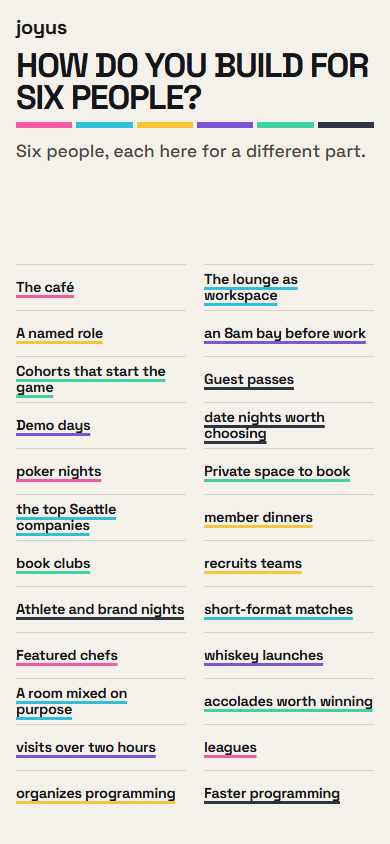 joyus
HOW DO YOU BUILD FOR
SIX PEOPLE?
Six people, each here for a different part.
The café
The lounge as
workspace
A named role
an 8am bay before work
Cohorts that start the
game
Guest passes
Demo days
date nights worth
choosing
poker nights
Private space to book
the top Seattle
companies
member dinners
book clubs
recruits teams
Athlete and brand nights
short-format matches
Featured chefs
whiskey launches
A room mixed on
purpose
accolades worth winning
visits over two hours
leagues
organizes programming
Faster programming